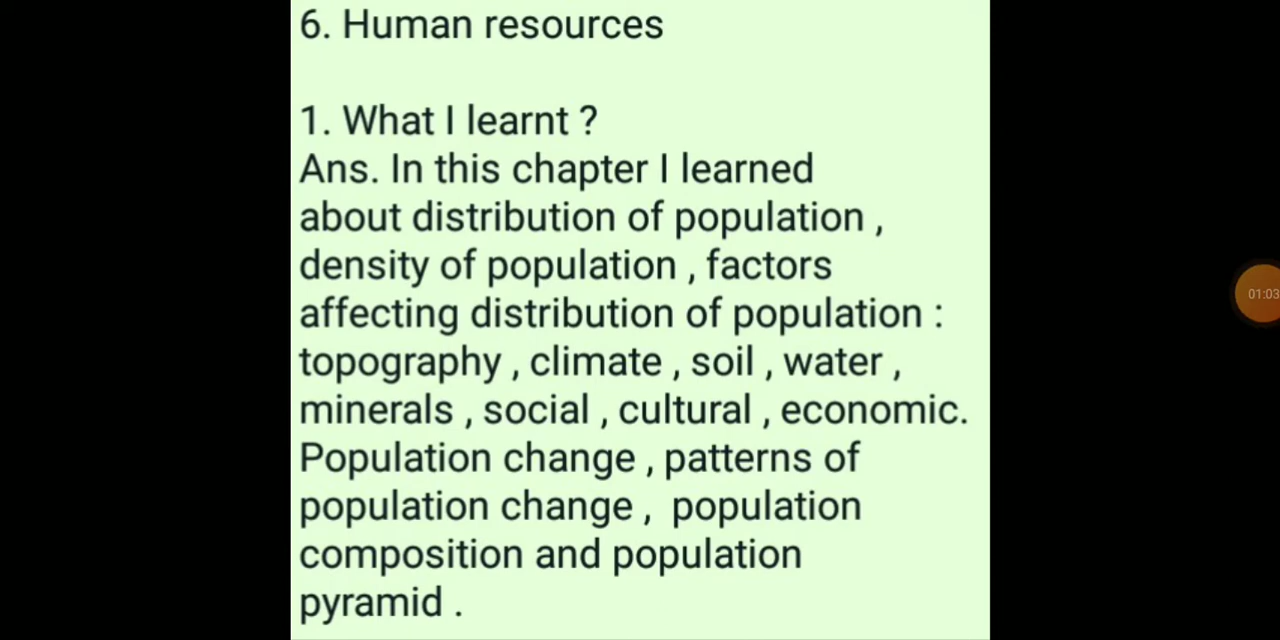 6. Human resources
1. What I learnt ?
Ans. In this chapter I learned
about distribution of population ,
density of population , factors
affecting distribution of population :
topography , climate , soil , water ,
minerals , social , cultural , economic.
Population change , patterns of
population change ,  population
composition and population
pyramid .
01:03